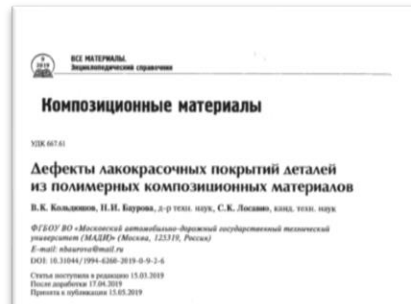 9
2019
ВСЕ МАТЕРИАЛЫ.
Энциклопедический справочник
Композиционные материалы
УДК 667.61
Дефекты лакокрасочных покрытий деталей
из полимерных композиционных материалов
В.К. Кольдюшов, Н.И. Баурова, д-р техн. наук, С.К. Лосавио, канд. техн. наук
ФГБОУ ВО «Московский автомобильно-дорожный государственный технический
университет (МАДИ)» (Москва, 125319, Россия)
E-mail: nbaurova@mail.ru
DOI: 10.31044/1994-6260-2019-0-9-2-6
Статья поступила в редакцию 15.03.2019
После доработки 17.04.2019
Принята к публикации 15.05.2019